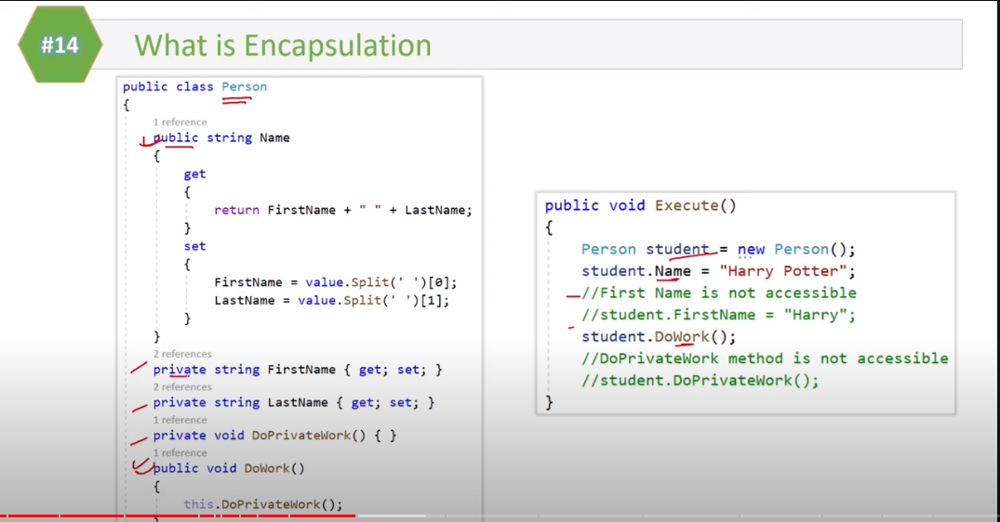 #14
What is Encapsulation
public class Person
{
1 reference
public string Name
{
get
{
return FirstName + " " + LastName;
}
set
{
FirstName = value.Split(' ')[0];
LastName = value.Split(' ')[1];
}
}
2 references
private string FirstName { get; set; }
2 references
private string LastName { get; set; }
1 reference
private void DoPrivateWork() { }
1 reference
public void DoWork()
{
this.DoPrivateWork();
public void Execute()
{
Person student = new Person();
student.Name = "Harry Potter";
//First Name is not accessible
//student.FirstName = "Harry";
student.DoWork();
//DoPrivateWork method is not accessible
//student.DoPrivateWork();
}